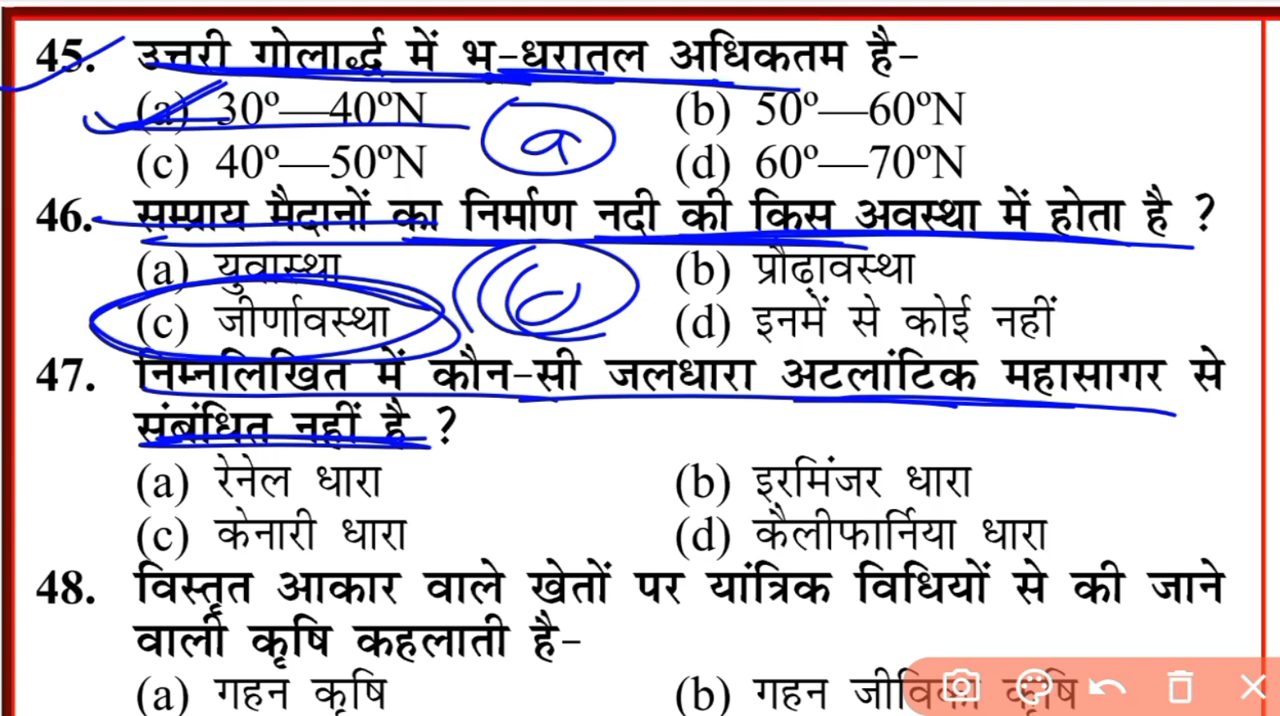 45. उत्तरी गोलार्द्ध में भू-धरातल अधिकतम है-
(a) 30º—40ºN (b) 50º—60ºN
a
(c) 40º—50ºN (d) 60º—70ºN
46. सम्प्राय मैदानों का निर्माण नदी की किस अवस्था में होता है ?
(a) युवास्था (b) प्रौढ़ावस्था
c
(c) जीर्णावस्था (d) इनमें से कोई नहीं
47. निम्नलिखित में कौन-सी जलधारा अटलांटिक महासागर से
संबंधित नहीं है ?
(a) रेनेल धारा (b) इरमिंजर धारा
(c) केनारी धारा (d) कैलीफार्निया धारा
48. विस्तृत आकार वाले खेतों पर यांत्रिक विधियों से की जाने
वाली कृषि कहलाती है-
(a) गहन कृषि (b) गहन जीविका कृषि